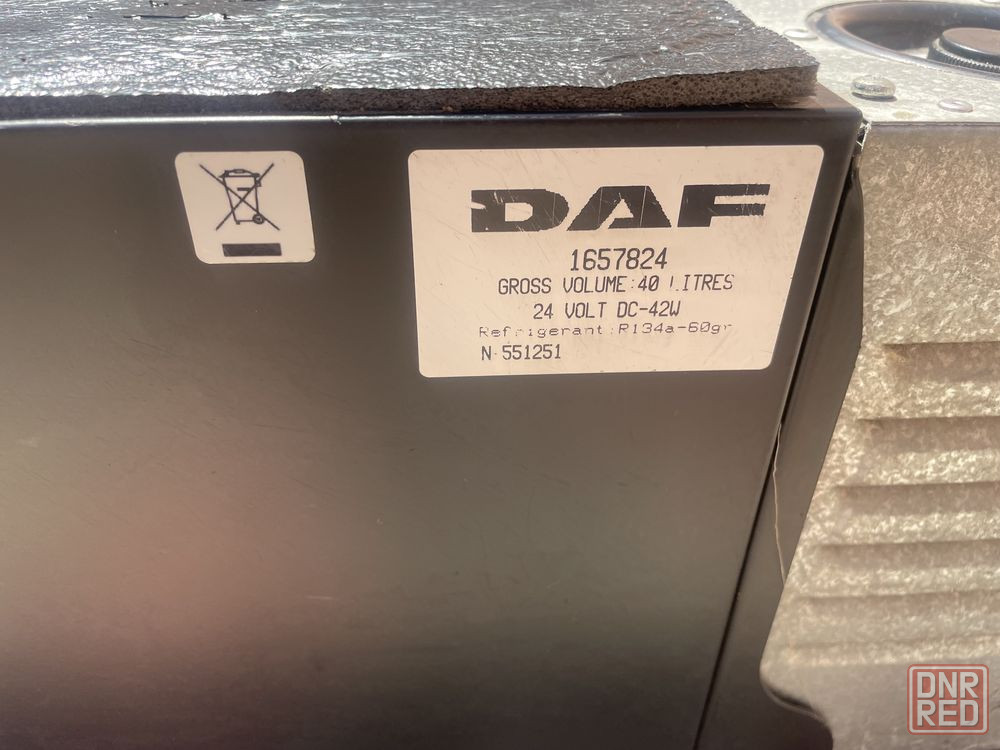 DAF
1657824
GROSS VOLUME:40 LITRES
24 VOLT DC-42W
Refrigerant:R134a-60gr
N 551251
DNR
RED